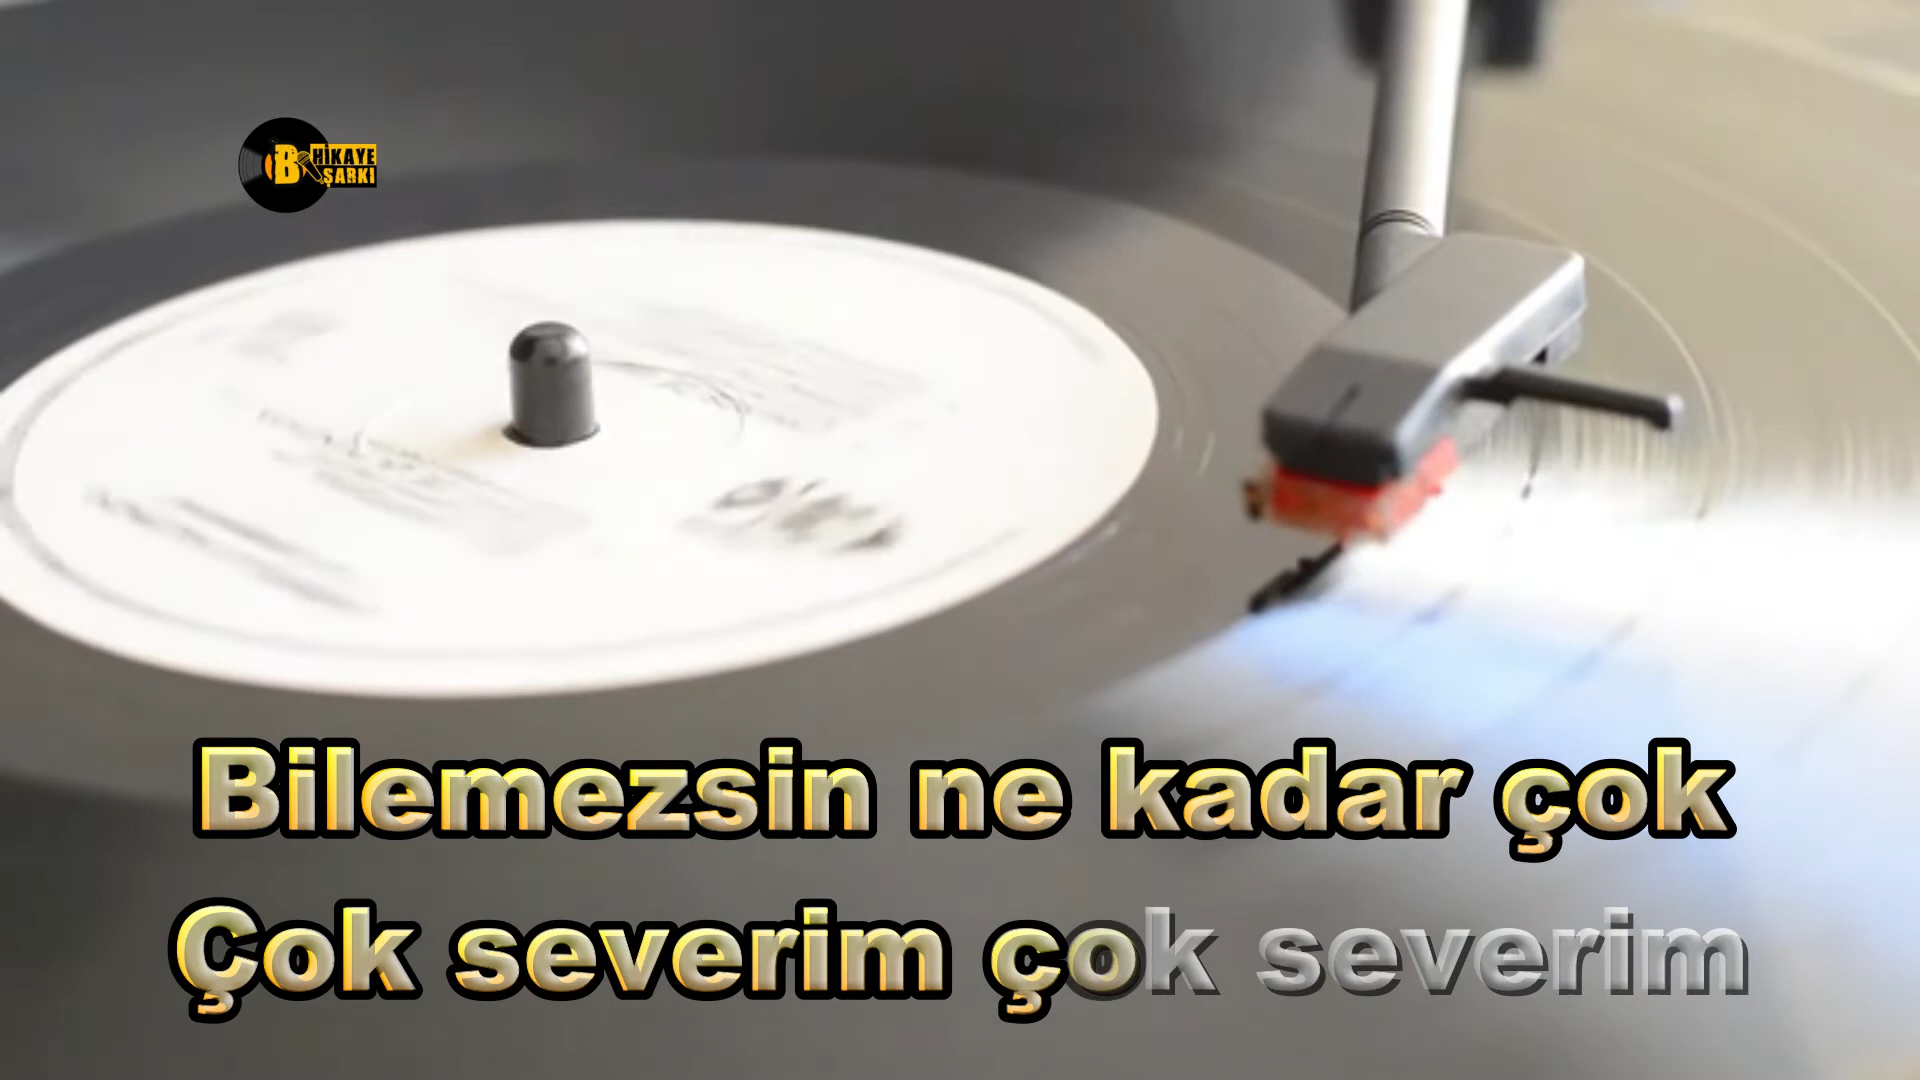 B HİKAYE
ŞARKI
Bilemezsin ne kadar çok
Çok severim çok severim